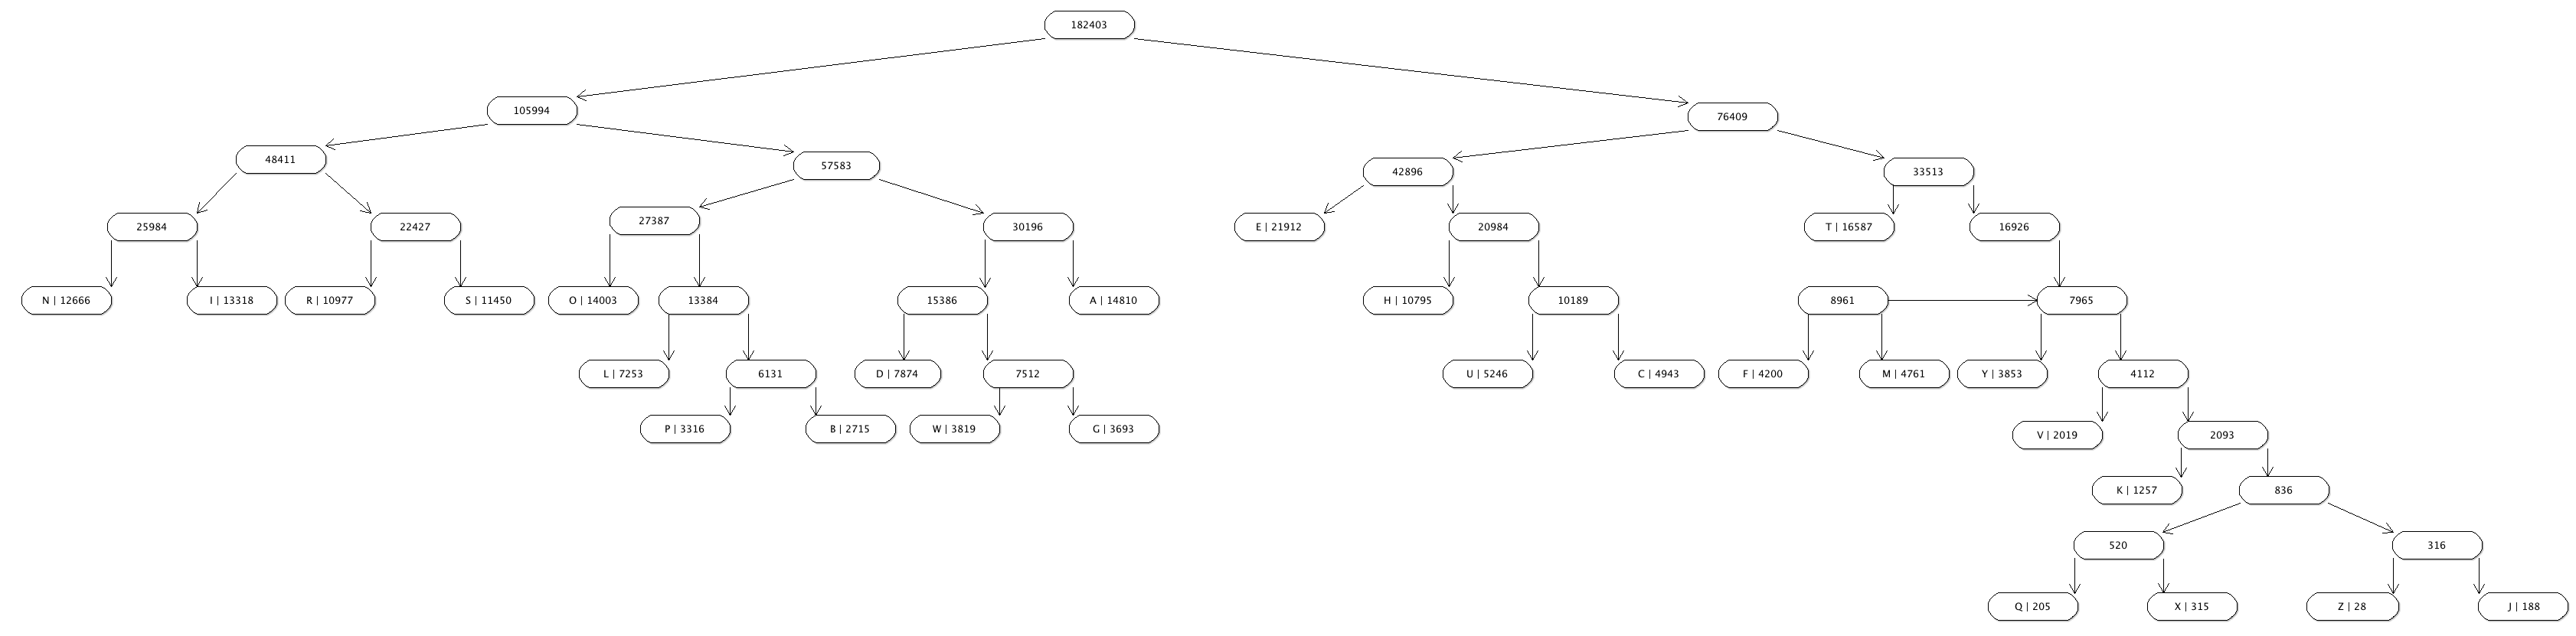 182403
105994
76409
48411
57583
42896
33513
25984
22427
27387
30196
E | 21912
20984
T | 16587
16926
N | 12666
I | 13318
R | 10977
S | 11450
O | 14003
13384
15386
A | 14810
H | 10795
10189
8961
7965
L | 7253
6131
D | 7874
7512
U | 5246
C | 4943
F | 4200
M | 4761
Y | 3853
4112
P | 3316
B | 2715
W | 3819
G | 3693
V | 2019
2093
K | 1257
836
520
316
Q | 205
X | 315
Z | 28
J | 188